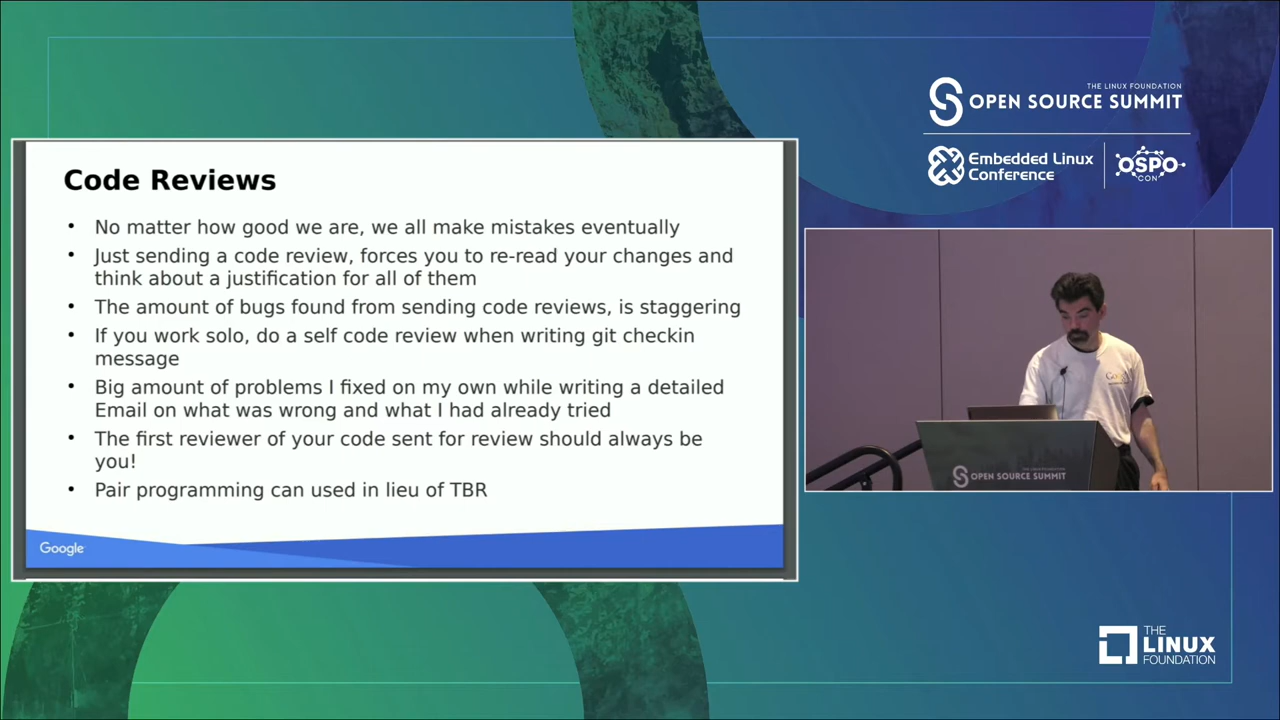 THE LINUX FOUNDATION
OPEN SOURCE SUMMIT
Embedded Linux
Conference
OSPO
CON
Code Reviews
• No matter how good we are, we all make mistakes eventually
• Just sending a code review, forces you to re-read your changes and
think about a justification for all of them
• The amount of bugs found from sending code reviews, is staggering
• If you work solo, do a self code review when writing git checkin
message
• Big amount of problems I fixed on my own while writing a detailed
Email on what was wrong and what I had already tried
• The first reviewer of your code sent for review should always be
you!
• Pair programming can used in lieu of TBR
Google
THE LINUX FOUNDATION
OPEN SOURCE SUMMIT
THE
LINUX
FOUNDATION